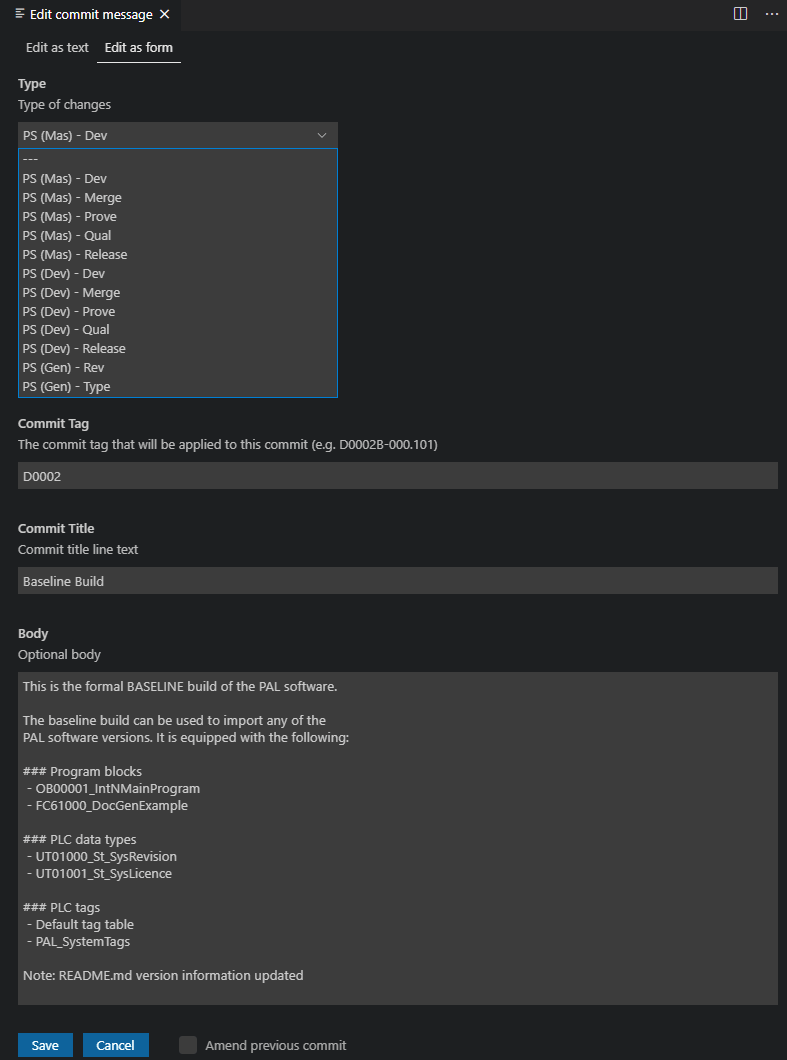 Edit commit message
Edit as text Edit as form
Type
Type of changes
PS (Mas) - Dev
---
PS (Mas) - Dev
PS (Mas) - Merge
PS (Mas) - Prove
PS (Mas) - Qual
PS (Mas) - Release
PS (Dev) - Dev
PS (Dev) - Merge
PS (Dev) - Prove
PS (Dev) - Qual
PS (Dev) - Release
PS (Gen) - Rev
PS (Gen) - Type
Commit Tag
The commit tag that will be applied to this commit (e.g. D0002B-000.101)
D0002
Commit Title
Commit title line text
Baseline Build
Body
Optional body
This is the formal BASELINE build of the PAL software.
The baseline build can be used to import any of the
PAL software versions. It is equipped with the following:
### Program blocks
- OB00001_IntNMainProgram
- FC61000_DocGenExample
### PLC data types
- UT01000_St_SysRevision
- UT01001_St_SysLicence
### PLC tags
- Default tag table
- PAL_SystemTags
Note: README.md version information updated
Save Cancel Amend previous commit